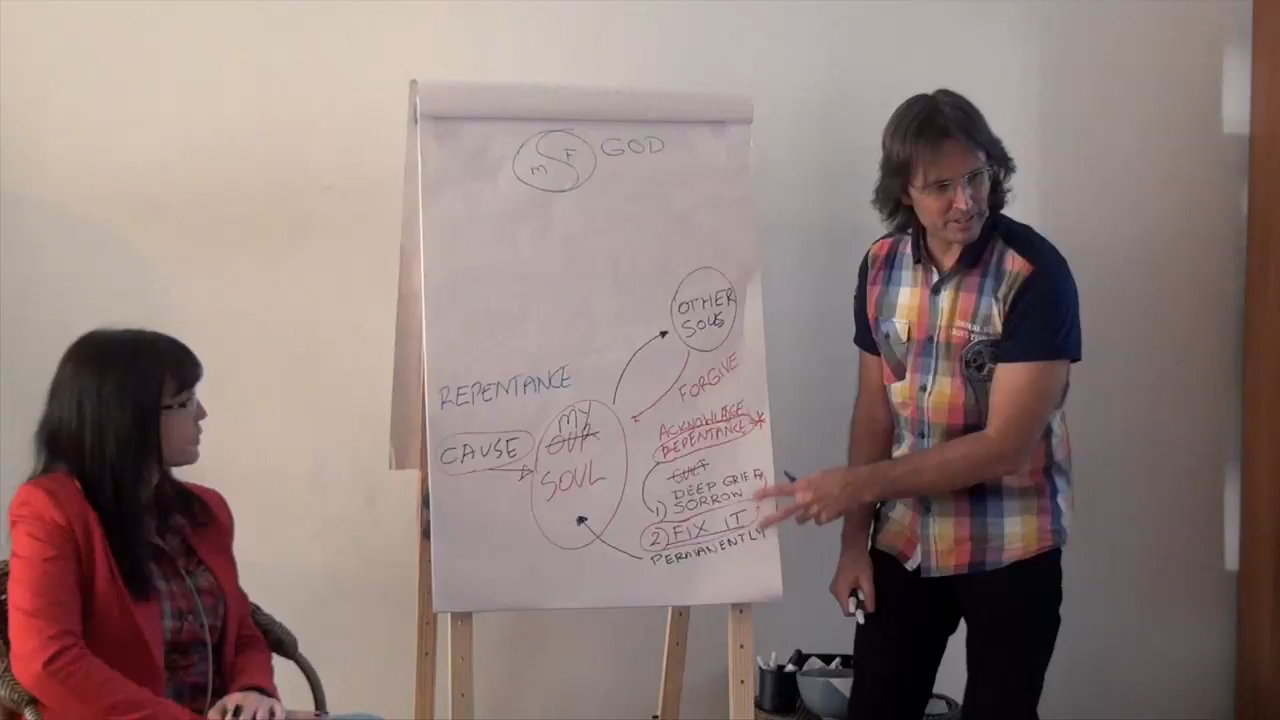 M F GOD
OTHER
SOULS
FORGIVE
REPENTANCE
MY
OUR
SOUL
CAUSE
ACKNOWLEDGE
REPENTANCE *
GUILT
DEEP GRIEF
1) SORROW
2) FIX IT
PERMANENTLY